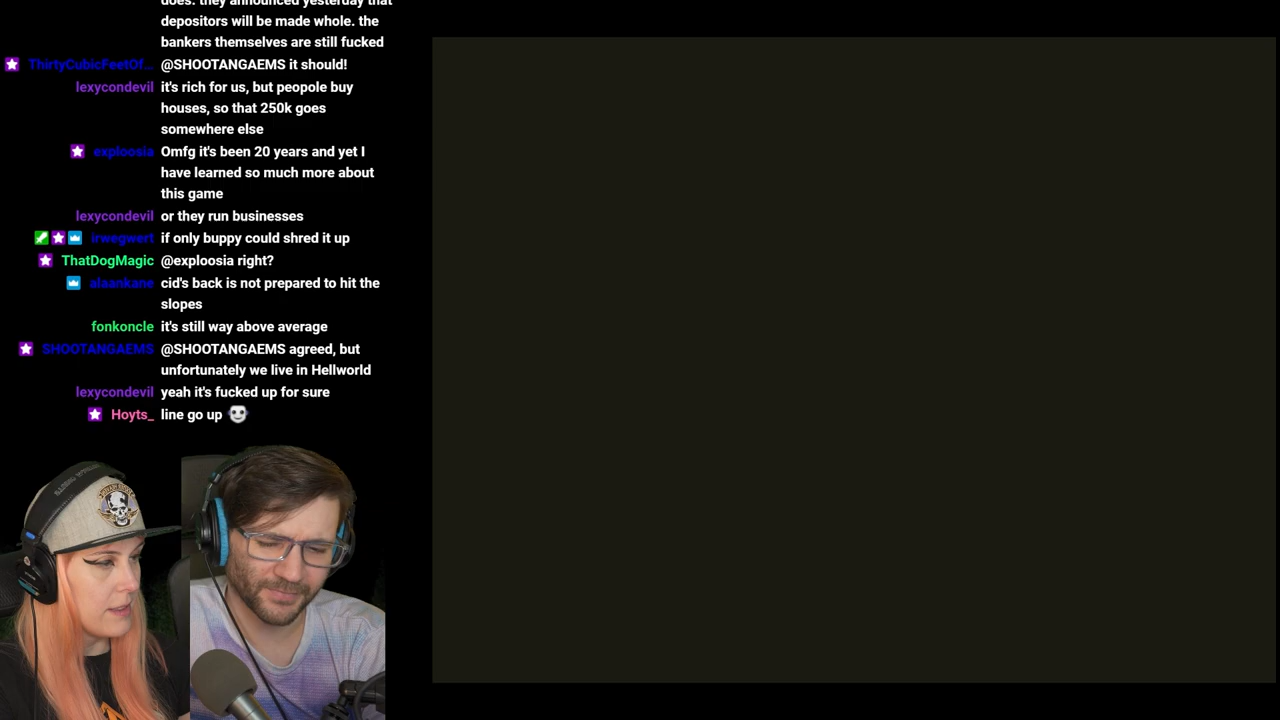 does. they announced yesterday that
depositors will be made whole. the
bankers themselves are still fucked
ThirtyCubicFeetOf... @SHOOTANGAEMS it should!
lexycondevil it's rich for us, but peopole buy
houses, so that 250k goes
somewhere else
exploosia Omfg it's been 20 years and yet I
have learned so much more about
this game
lexycondevil or they run businesses
irwegwert if only buppy could shred it up
ThatDogMagic @exploosia right?
alaankane cid's back is not prepared to hit the
slopes
fonkoncle it's still way above average
SHOOTANGAEMS @SHOOTANGAEMS agreed, but
unfortunately we live in Hellworld
lexycondevil yeah it's fucked up for sure
Hoyts_ line go up